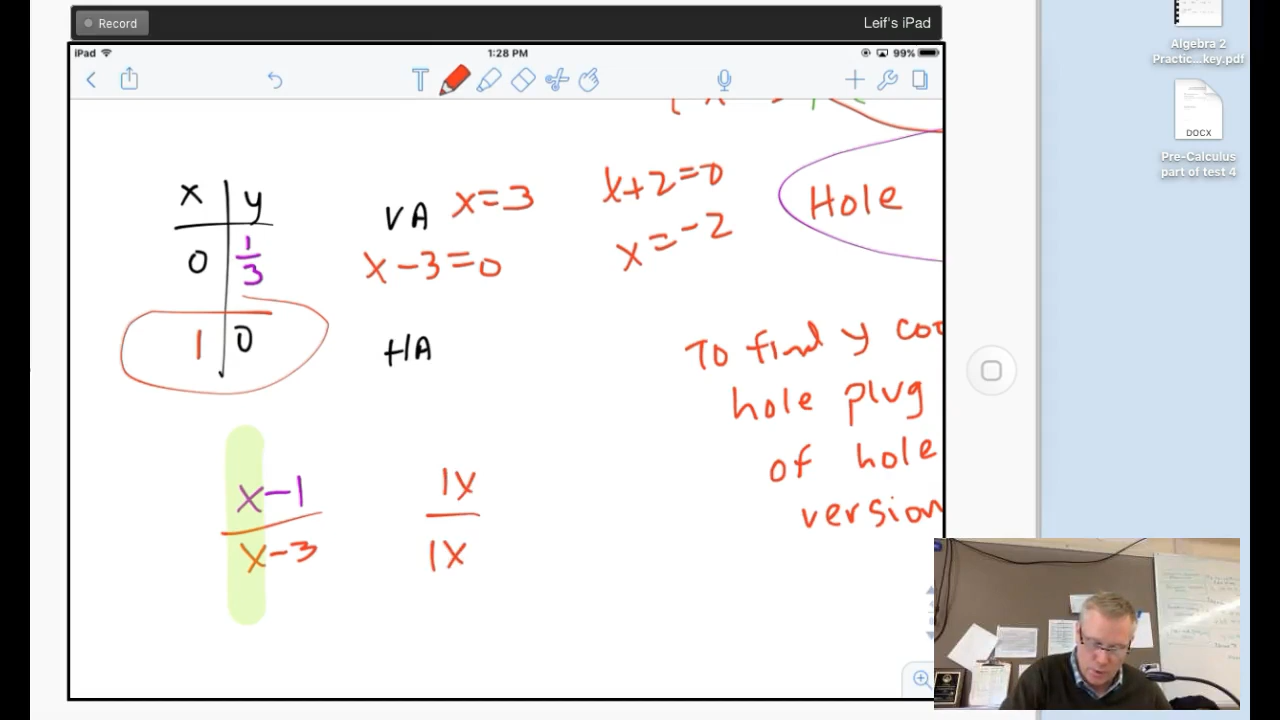 Record
Leif's iPad
iPad
1:28 PM
99%
T
Algebra 2
Practic...key.pdf
DOCX
Pre-Calculus
part of test 4
x y
0 1/3
1 0
VA x=3
x-3=0
HA
x+2=0
x=-2
Hole
To find y coo
hole plug
of hole
version
x-1
x-3
1x
1x